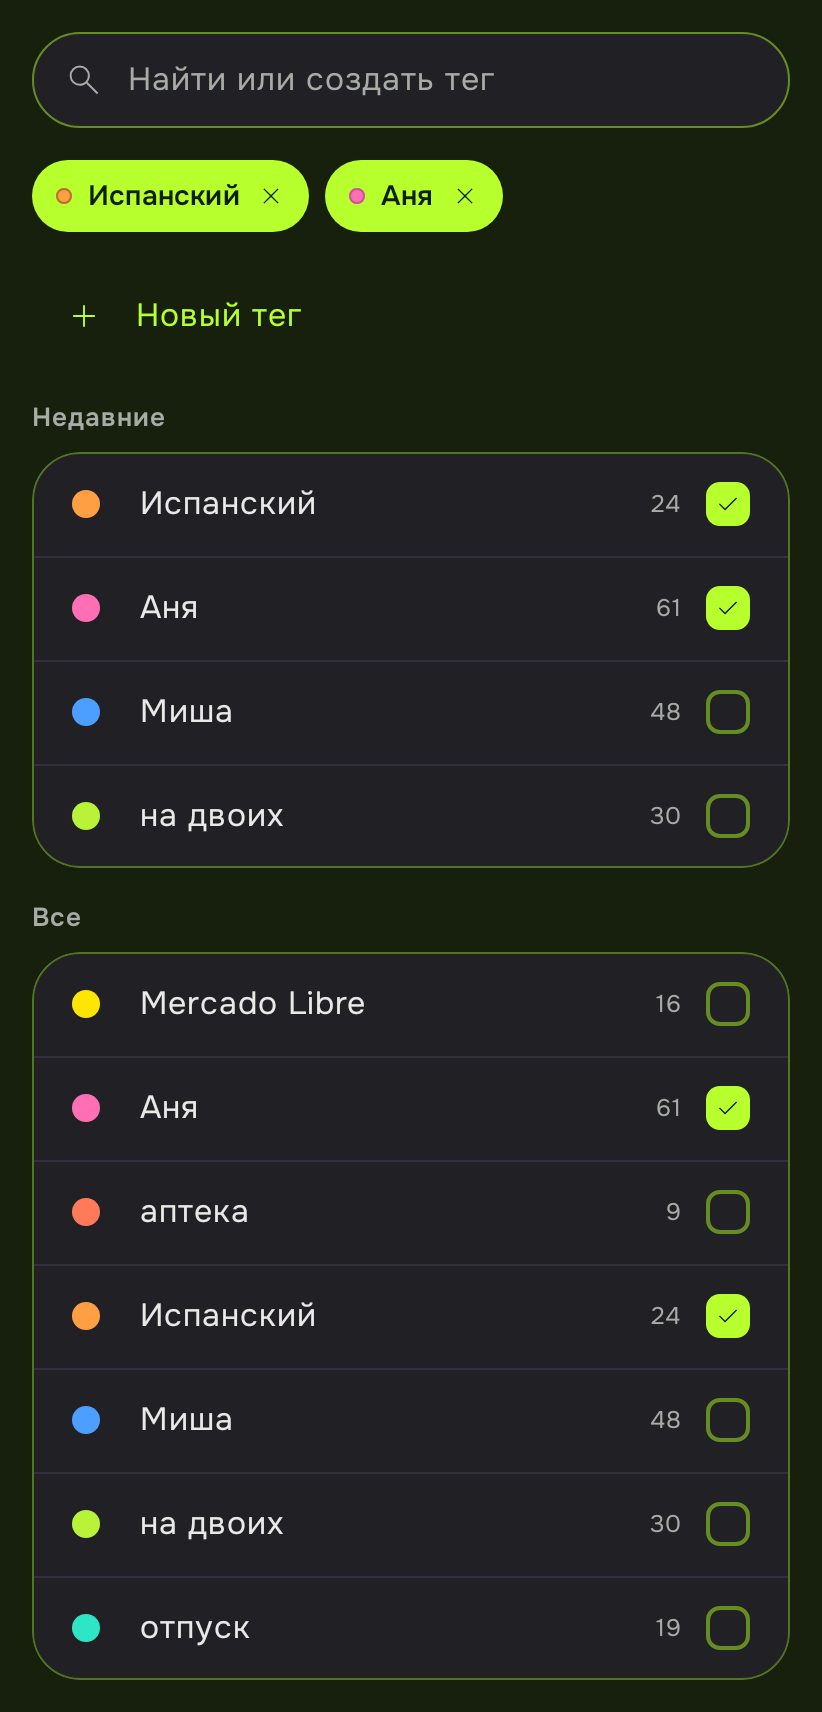 Найти или создать тег
Испанский Аня
Новый тег
Недавние
Испанский 24
Аня 61
Миша 48
на двоих 30
Все
Mercado Libre 16
Аня 61
аптека 9
Испанский 24
Миша 48
на двоих 30
отпуск 19